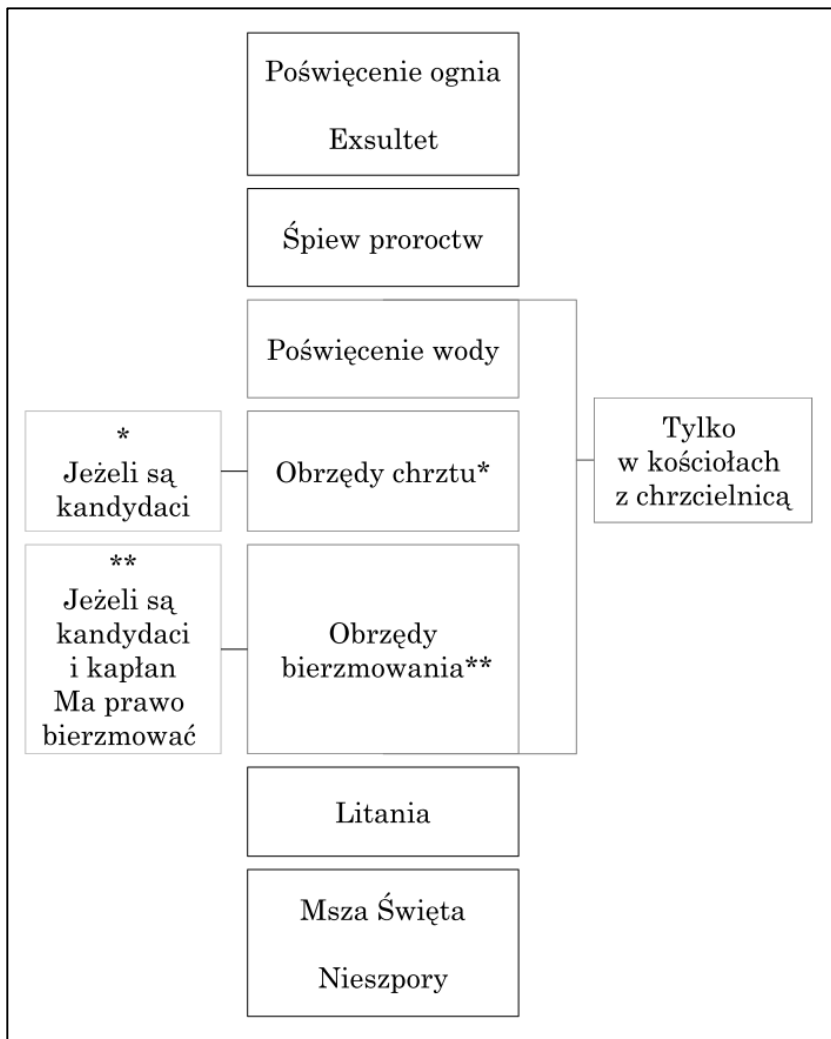 Poświęcenie ognia
Exsultet
Śpiew proroctw
Poświęcenie wody
*
Jeżeli są
kandydaci
Obrzędy chrztu*
Tylko
w kościołach
z chrzcielnicą
**
Jeżeli są
kandydaci
i kapłan
Ma prawo
bierzmować
Obrzędy
bierzmowania**
Litania
Msza Święta
Nieszpory